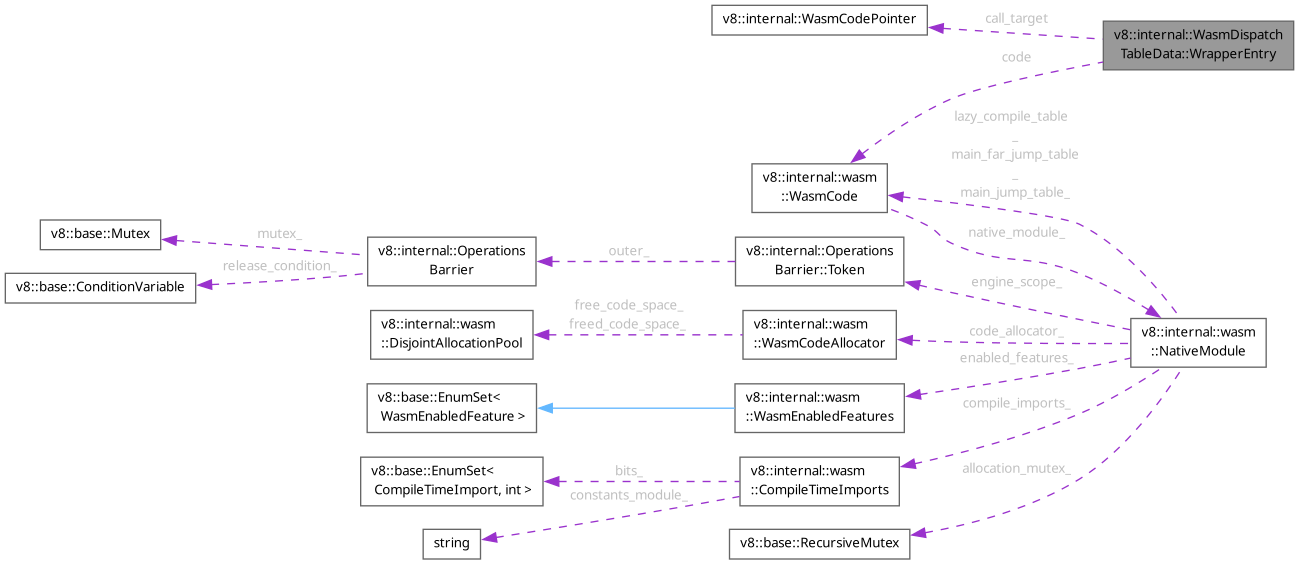 v8::internal::WasmCodePointer
call_target
v8::internal::WasmDispatch
TableData::WrapperEntry
code
lazy_compile_table
_
main_far_jump_table
_
main_jump_table_
v8::internal::wasm
::WasmCode
native_module_
v8::base::Mutex
mutex_
v8::internal::Operations
Barrier
outer_
v8::internal::Operations
Barrier::Token
engine_scope_
v8::base::ConditionVariable
release_condition_
v8::internal::wasm
::DisjointAllocationPool
free_code_space_
freed_code_space_
v8::internal::wasm
::WasmCodeAllocator
code_allocator_
v8::internal::wasm
::NativeModule
enabled_features_
v8::base::EnumSet<
WasmEnabledFeature >
v8::internal::wasm
::WasmEnabledFeatures
compile_imports_
v8::base::EnumSet<
CompileTimeImport, int >
bits_
v8::internal::wasm
::CompileTimeImports
allocation_mutex_
constants_module_
string
v8::base::RecursiveMutex